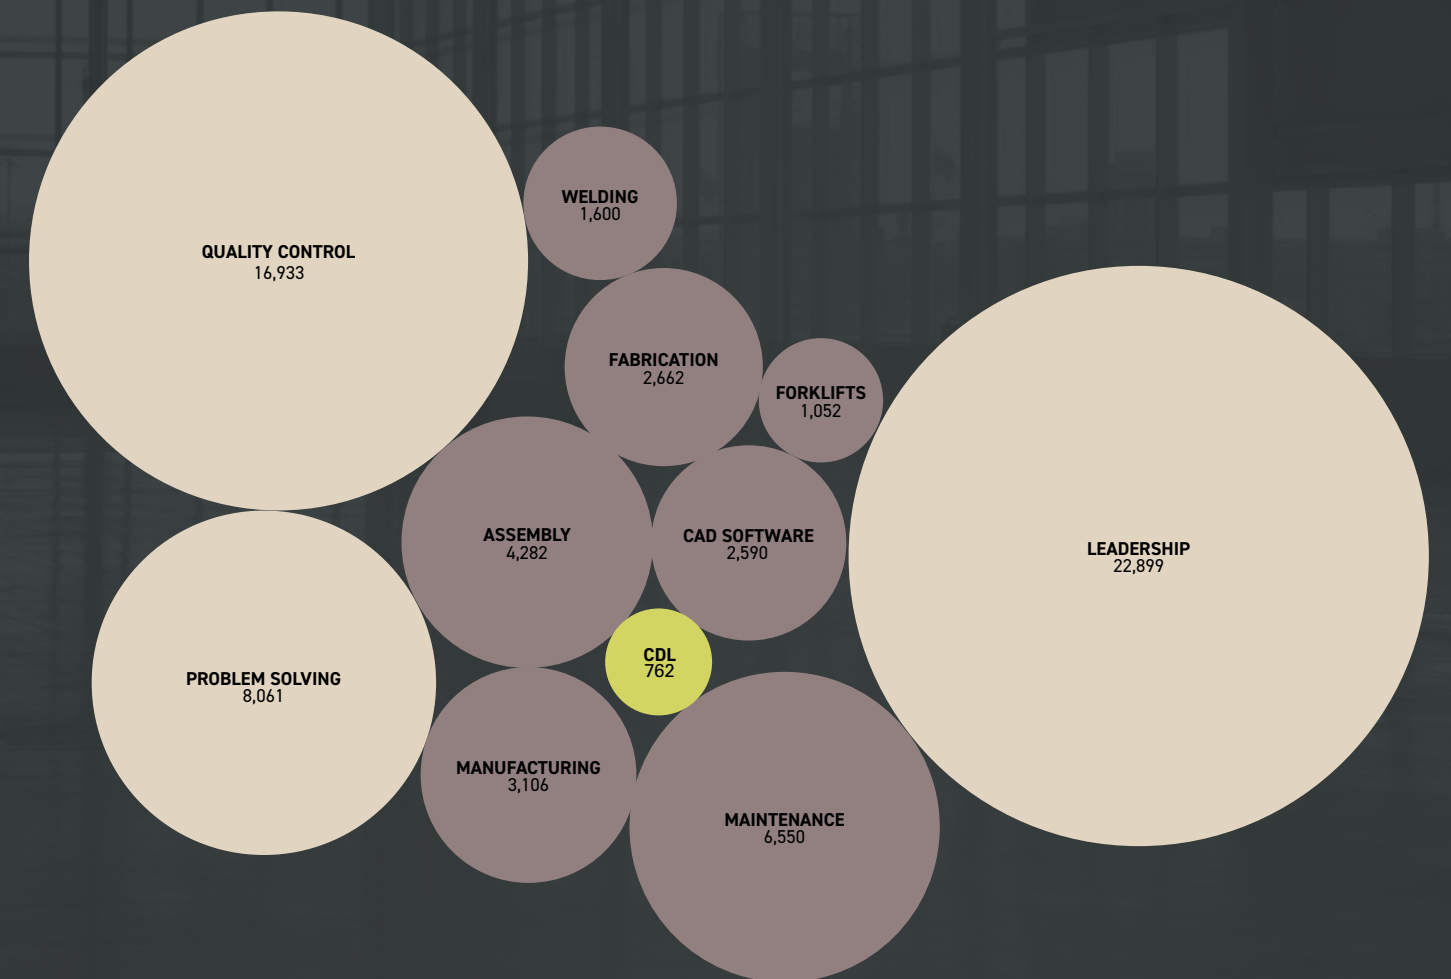 WELDING
1,600
QUALITY CONTROL
16,933
FABRICATION
2,662
FORKLIFTS
1,052
ASSEMBLY
4,282
CAD SOFTWARE
2,590
LEADERSHIP
22,899
CDL
762
PROBLEM SOLVING
8,061
MANUFACTURING
3,106
MAINTENANCE
6,550